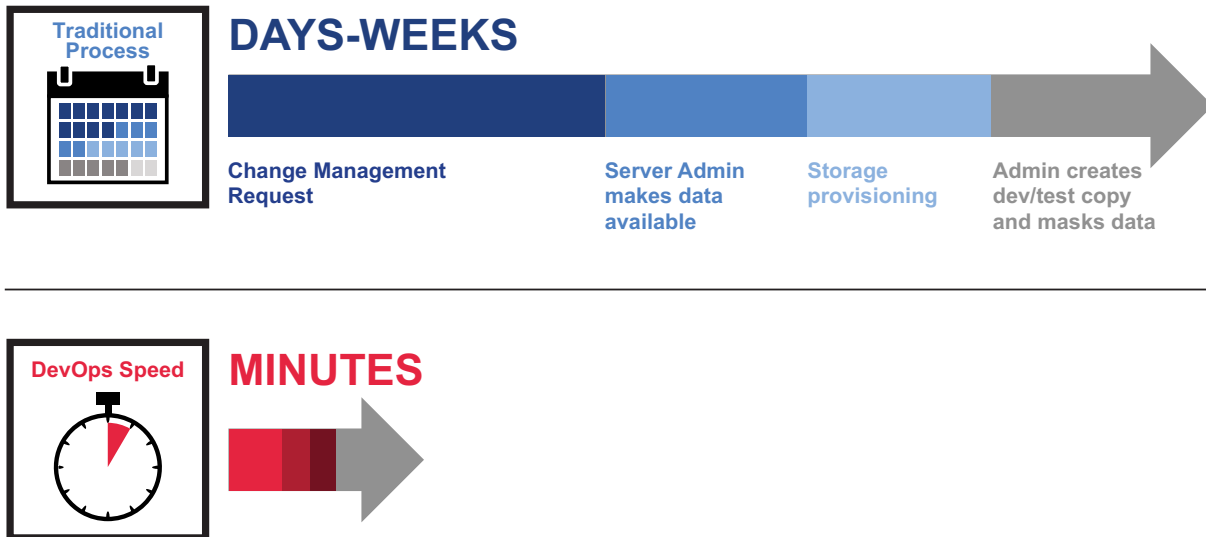 Traditional
Process
DAYS-WEEKS
Change Management
Request
Server Admin
makes data
available
Storage
provisioning
Admin creates
dev/test copy
and masks data
DevOps Speed
MINUTES